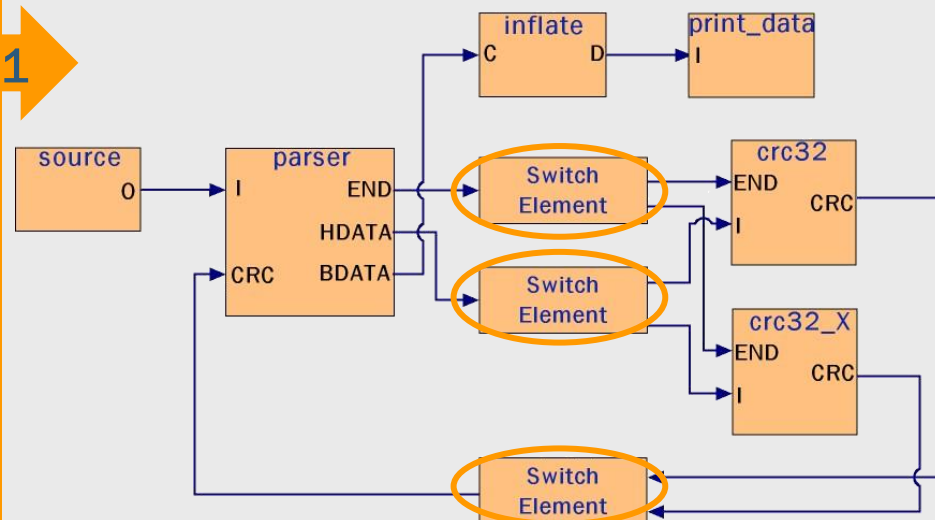 1
inflate
C
D
print_data
I
source
O
parser
I
END
HDATA
BDATA
CRC
Switch
Element
crc32
END
CRC
I
Switch
Element
crc32_X
END
CRC
I
Switch
Element